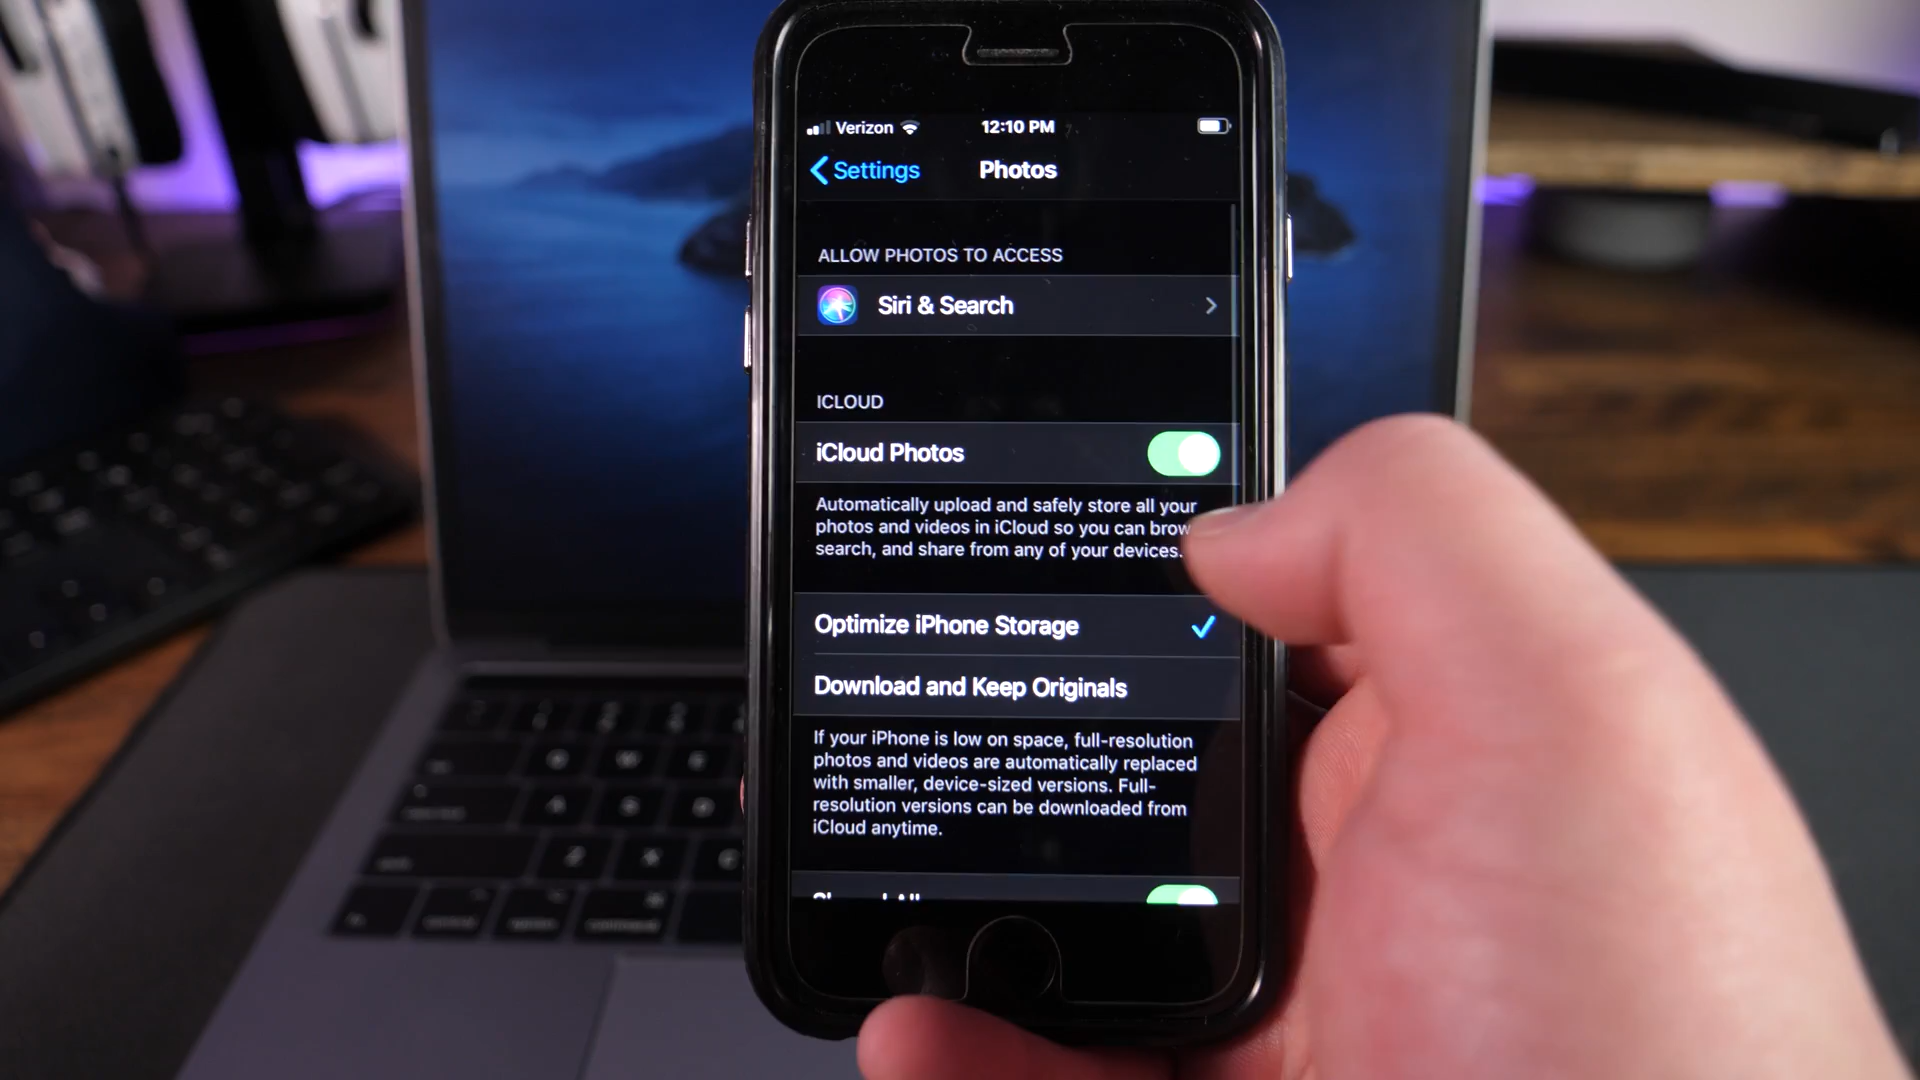 Verizon 12:10 PM
Settings Photos
ALLOW PHOTOS TO ACCESS
Siri & Search
ICLOUD
iCloud Photos
Automatically upload and safely store all your
photos and videos in iCloud so you can
search, and share from any of your devices.
Optimize iPhone Storage
Download and Keep Originals
If your iPhone is low on space, full-resolution
photos and videos are automatically replaced
with smaller, device-sized versions. Full-
resolution versions can be downloaded from
iCloud anytime.